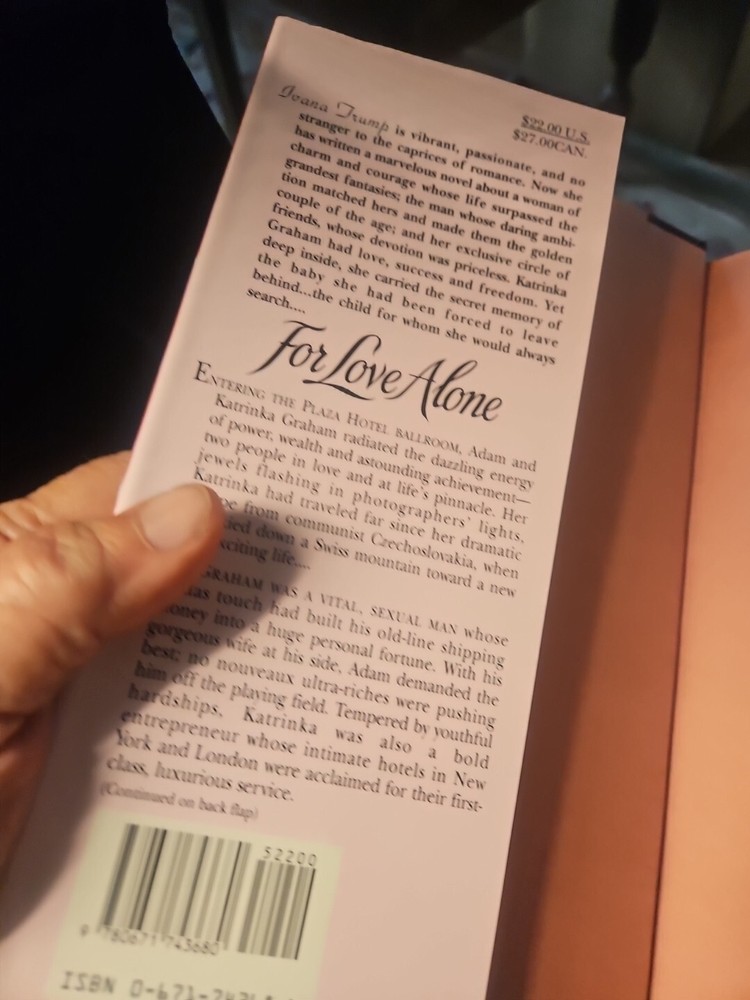 $22.00 U.S.
$27.00CAN.
Ivana Trump is vibrant, passionate, and no
stranger to the caprices of romance. Now she
has written a marvelous novel about a woman of
charm and courage whose life surpassed the
grandest fantasies; the man whose daring ambi-
tion matched hers and made them the golden
couple of the age; and her exclusive circle of
friends, whose devotion was priceless. Katrinka
Graham had love, success and freedom. Yet
deep inside, she carried the secret memory of
the baby she had been forced to leave
behind...the child for whom she would always
search....
For Love Alone
ENTERING THE PLAZA HOTEL BALLROOM, Adam and
Katrinka Graham radiated the dazzling energy
of power, wealth and astounding achievement—
two people in love and at life's pinnacle. Her
jewels flashing in photographers' lights,
Katrinka had traveled far since her dramatic
from communist Czechoslovakia, when
down a Swiss mountain toward a new
exciting life....
GRAHAM WAS A VITAL, SEXUAL MAN whose
touch had built his old-line shipping
money into a huge personal fortune. With his
gorgeous wife at his side, Adam demanded the
best; no nouveaux ultra-riches were pushing
him off the playing field. Tempered by youthful
hardships, Katrinka was also a bold
entrepreneur whose intimate hotels in New
York and London were acclaimed for their first-
class, luxurious service.
(Continued on back flap)
52200
9 780671 743680
ISBN 0-671-